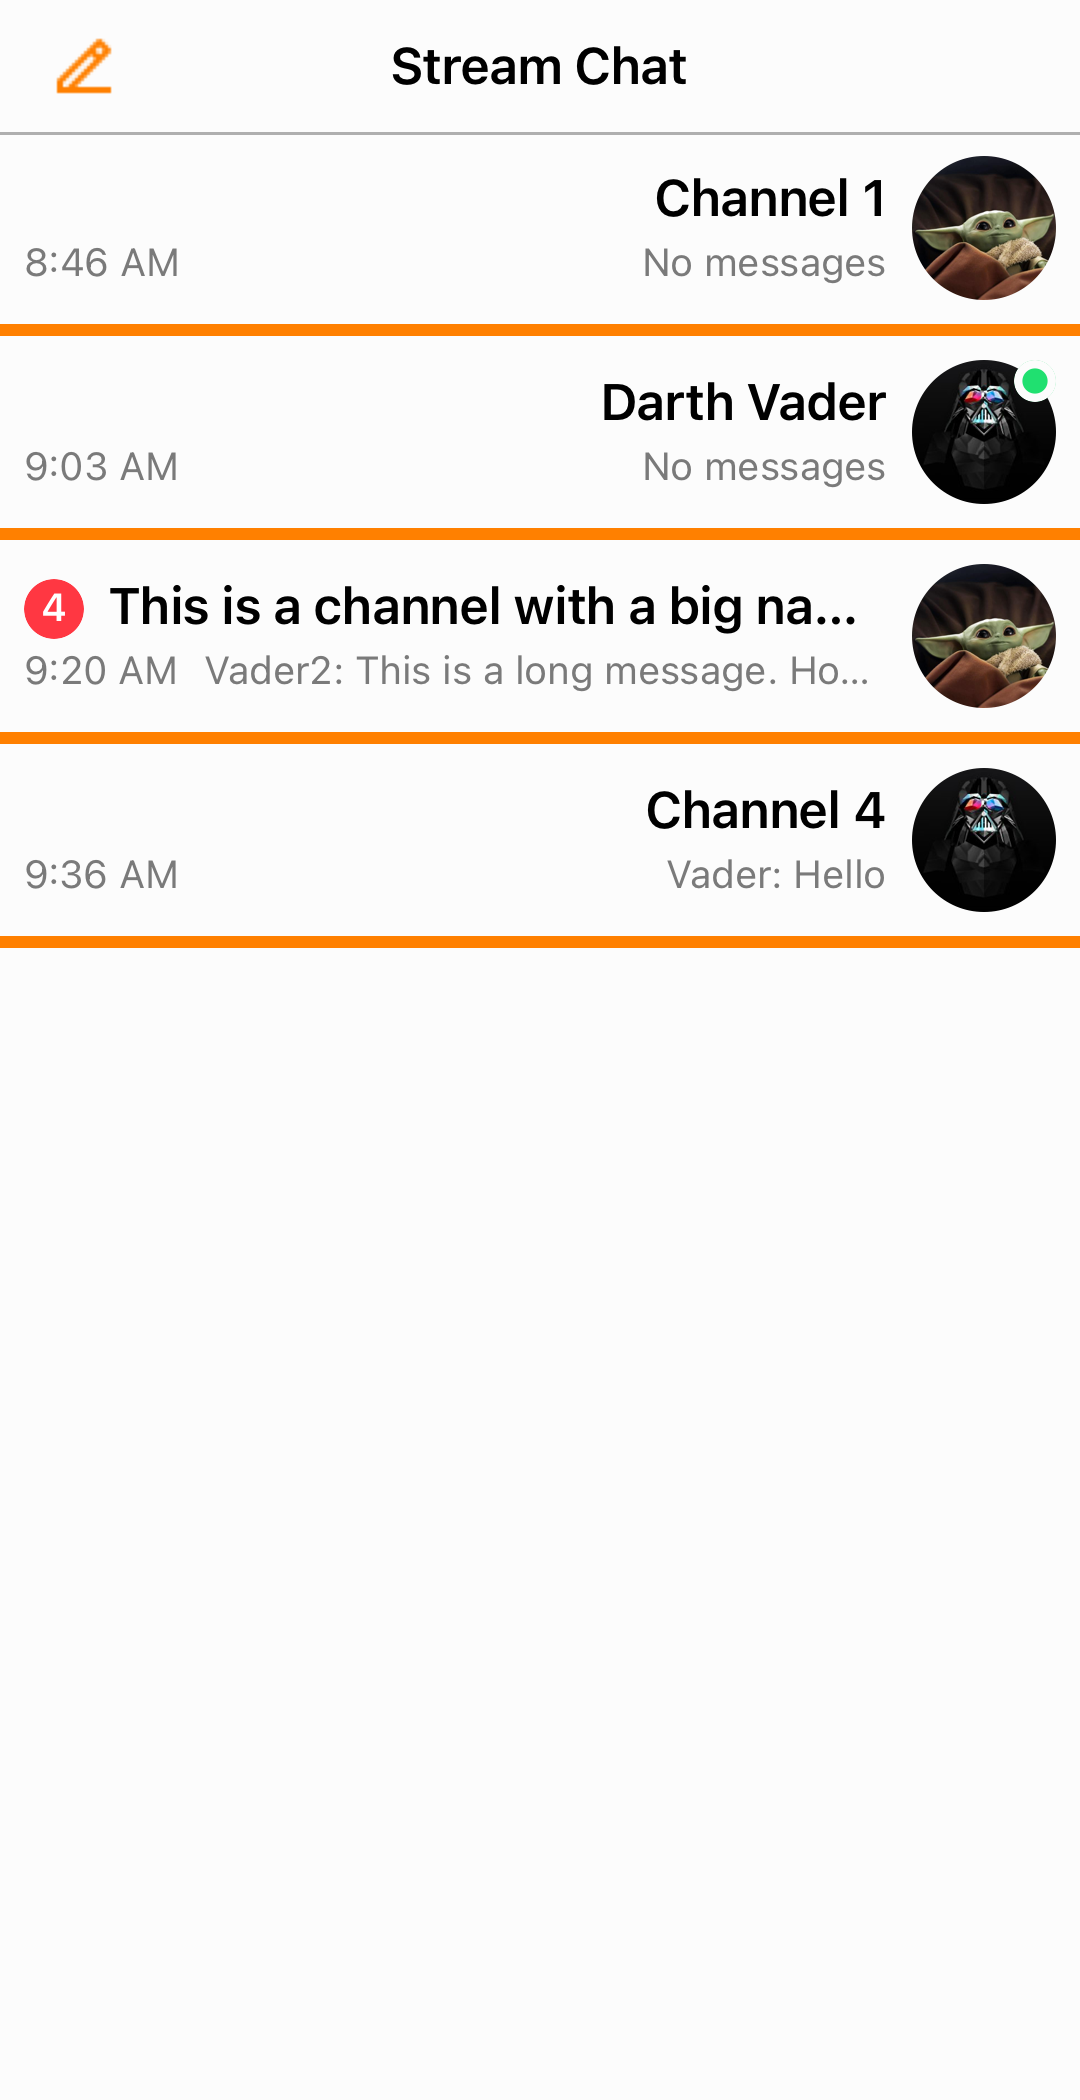 Stream Chat
Channel 1
8:46 AM No messages
Darth Vader
9:03 AM No messages
4 This is a channel with a big na...
9:20 AM Vader2: This is a long message. Ho...
Channel 4
9:36 AM Vader: Hello